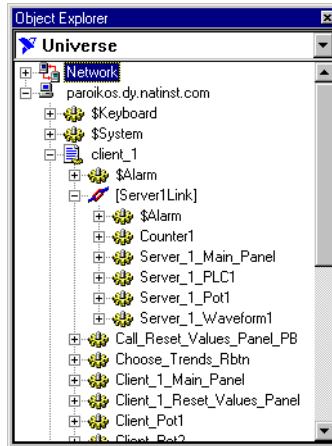 Object Explorer
Universe
Network
paroikos.dy.natinst.com
$Keyboard
$System
client_1
$Alarm
[Server1Link]
$Alarm
Counter1
Server_1_Main_Panel
Server_1_PLC1
Server_1_Pot1
Server_1_Waveform1
Call_Reset_Values_Panel_PB
Choose_Trends_Rbtn
Client_1_Main_Panel
Client_1_Reset_Values_Panel
Client_Pot1
Client_Pot2